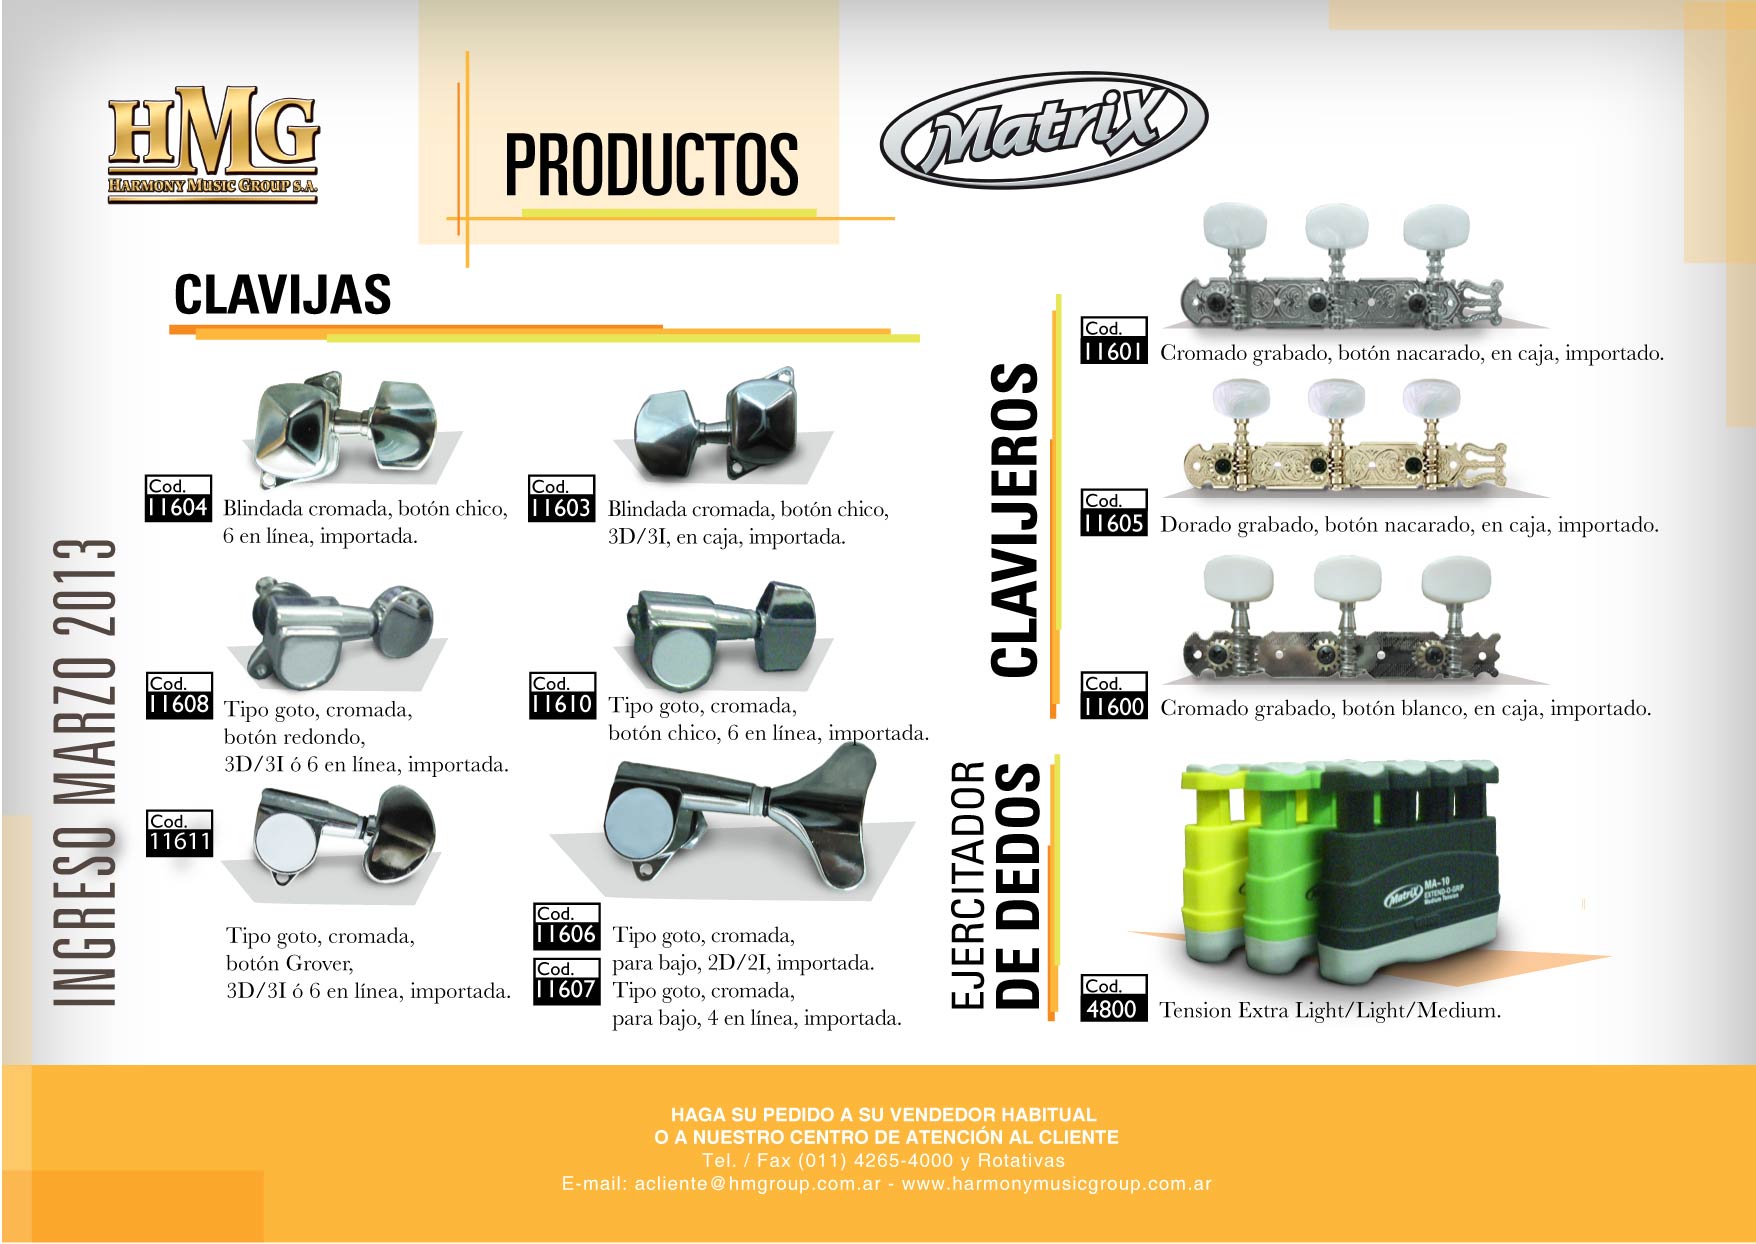 HMG
HARMONY MUSIC GROUP S.A.
PRODUCTOS
Matrix
CLAVIJAS
INGRESO MARZO 2013
Cod.
11604
Blindada cromada, botón chico,
6 en línea, importada.
Cod.
11603
Blindada cromada, botón chico,
3D/3I, en caja, importada.
Cod.
11608
Tipo goto, cromada,
botón redondo,
3D/3I ó 6 en línea, importada.
Cod.
11610
Tipo goto, cromada,
botón chico, 6 en línea, importada.
Cod.
11611
Tipo goto, cromada,
botón Grover,
3D/3I ó 6 en línea, importada.
Cod.
11606
Tipo goto, cromada,
para bajo, 2D/2I, importada.
Cod.
11607
Tipo goto, cromada,
para bajo, 4 en línea, importada.
CLAVIJEROS
Cod.
11601
Cromado grabado, botón nacarado, en caja, importado.
Cod.
11605
Dorado grabado, botón nacarado, en caja, importado.
Cod.
11600
Cromado grabado, botón blanco, en caja, importado.
EJERCITADOR
DE DEDOS
Matrix
MA-10
EXTEND-O-GRIP
Medium Tension
Cod.
4800
Tension Extra Light/Light/Medium.
HAGA SU PEDIDO A SU VENDEDOR HABITUAL
O A NUESTRO CENTRO DE ATENCIÓN AL CLIENTE
Tel. / Fax (011) 4265-4000 y Rotativas
E-mail: acliente@hmgroup.com.ar - www.harmonymusicgroup.com.ar